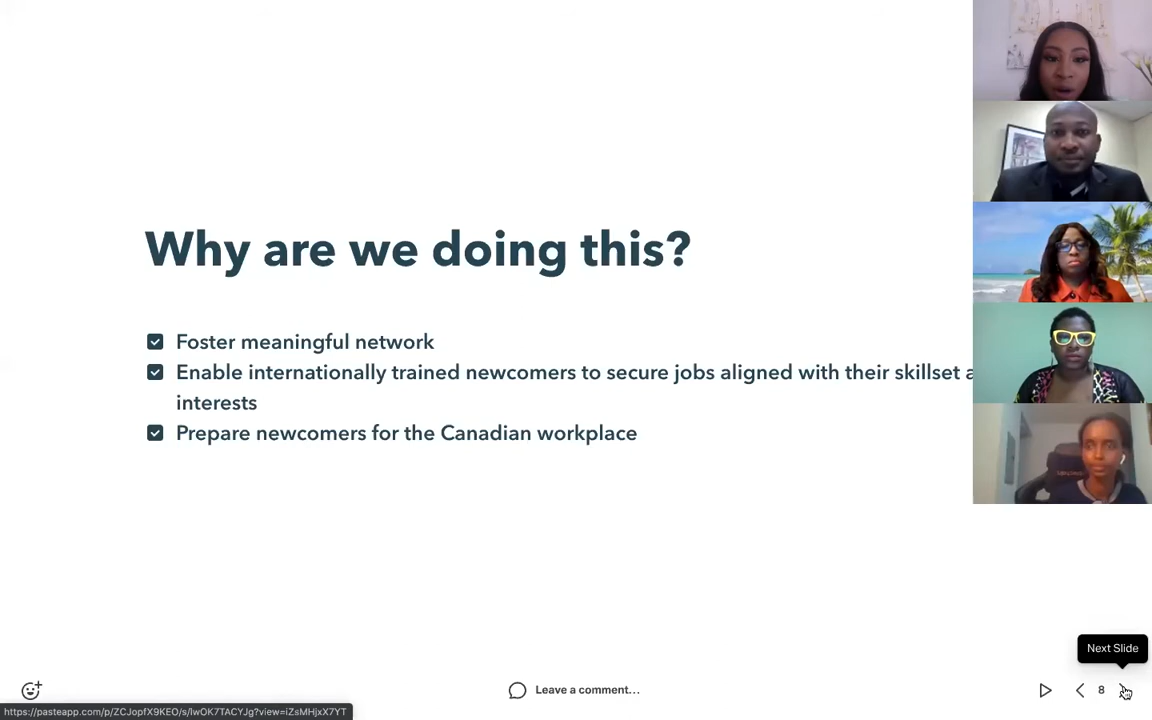 Why are we doing this?
Foster meaningful network
Enable internationally trained newcomers to secure jobs aligned with their skillset a
interests
Prepare newcomers for the Canadian workplace
Next Slide
Leave a comment...
8
https://pasteapp.com/p/ZCJopfX9KEO/s/IwOK7TACYJg?view=iZsMHjxX7YT